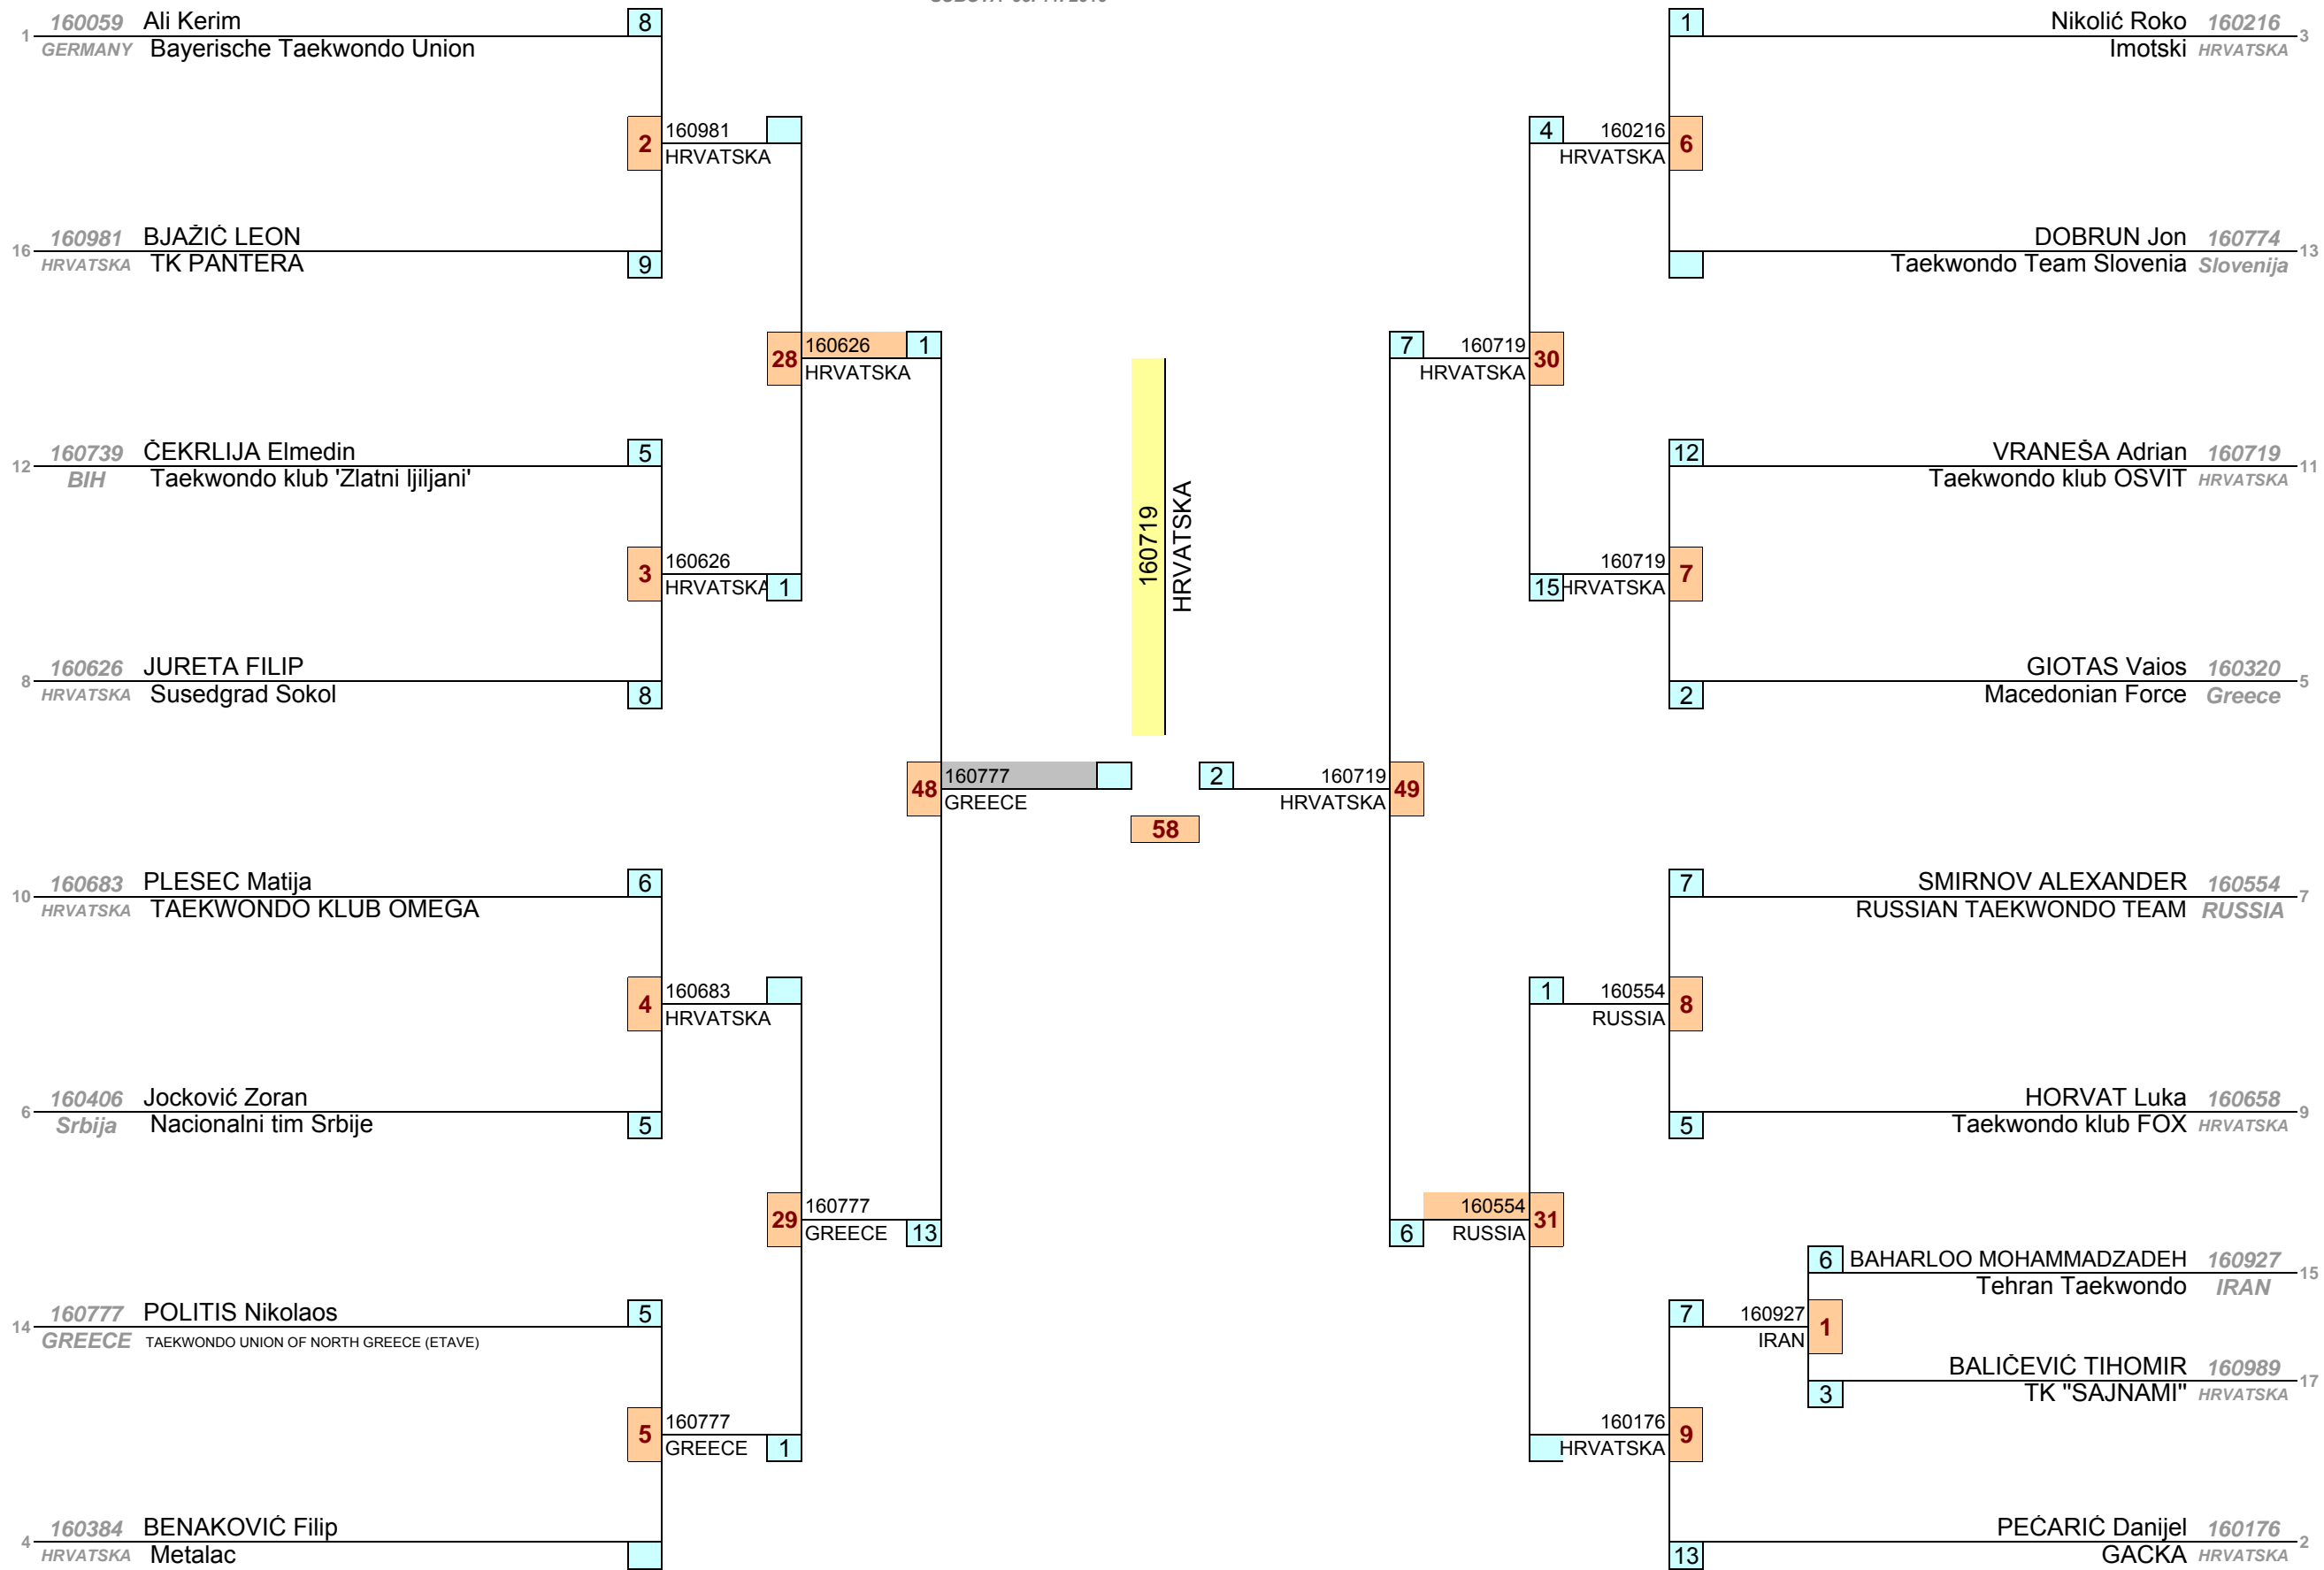 8
1
160059 Ali Kerim
1
GERMANY Bayerische Taekwondo Union
Nikolić Roko 160216
3
Imotski HRVATSKA
2
160981
HRVATSKA
4
160216
HRVATSKA
6
160981 BJAŽIĆ LEON
16
HRVATSKA TK PANTERA
9
DOBRUN Jon 160774
13
Taekwondo Team Slovenia Slovenija
28
160626
HRVATSKA
1
7
160719
HRVATSKA
30
160739 ČEKRLIJA Elmedin
12
BIH Taekwondo klub 'Zlatni ljiljani'
5
12
VRANEŠA Adrian 160719
11
Taekwondo klub OSVIT HRVATSKA
160719
HRVATSKA
3
160626
HRVATSKA
1
15
160719
HRVATSKA
7
160626 JURETA FILIP
8
HRVATSKA Susedgrad Sokol
8
GIOTAS Vaios 160320
5
Macedonian Force Greece
2
48
160777
GREECE
2
160719
HRVATSKA
49
58
160683 PLESEC Matija
10
HRVATSKA TAEKWONDO KLUB OMEGA
6
7
SMIRNOV ALEXANDER 160554
7
RUSSIAN TAEKWONDO TEAM RUSSIA
4
160683
HRVATSKA
1
160554
RUSSIA
8
160406 Jocković Zoran
6
Srbija Nacionalni tim Srbije
5
HORVAT Luka 160658
9
Taekwondo klub FOX HRVATSKA
5
29
160777
GREECE
13
6
160554
RUSSIA
31
6
BAHARLOO MOHAMMADZADEH 160927
15
Tehran Taekwondo IRAN
160777 POLITIS Nikolaos
14
GREECE TAEKWONDO UNION OF NORTH GREECE (ETAVE)
5
7
160927
IRAN
1
BALIČEVIĆ TIHOMIR 160989
17
TK "SAJNAMI" HRVATSKA
3
5
160777
GREECE
1
160176
HRVATSKA
9
160384 BENAKOVIĆ Filip
4
HRVATSKA Metalac
PEĆARIĆ Danijel 160176
2
GACKA HRVATSKA
13